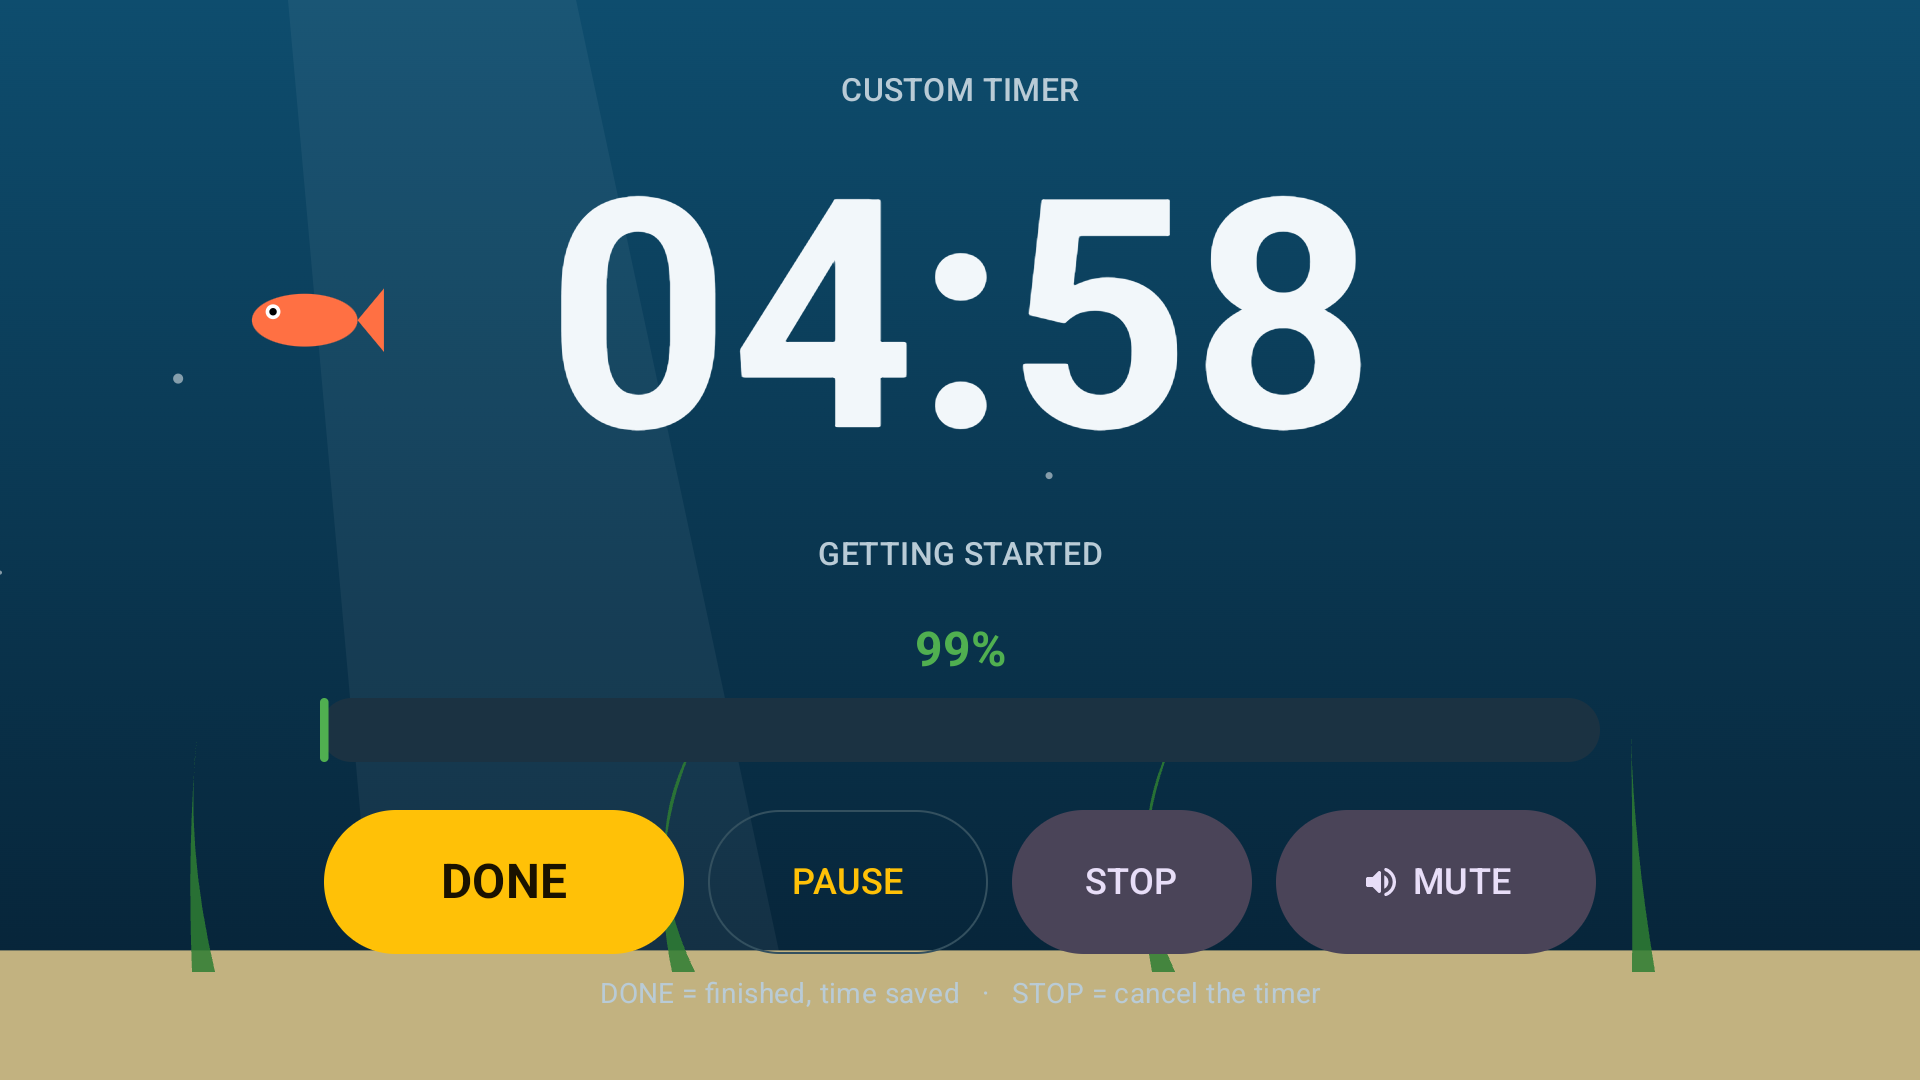 CUSTOM TIMER
04:58
GETTING STARTED
99%
DONE
PAUSE
STOP
MUTE
DONE = finished, time saved · STOP = cancel the timer